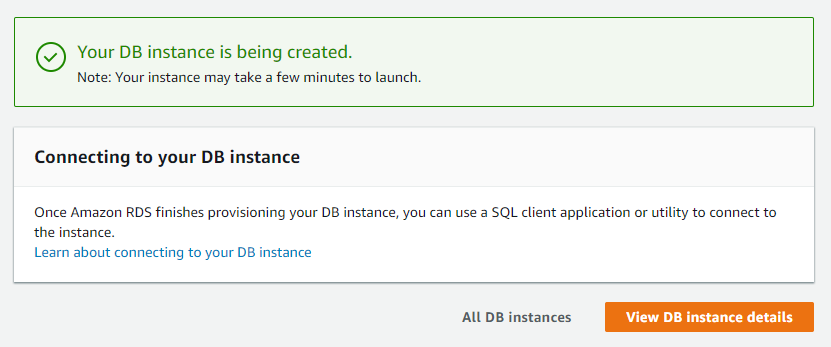 Your DB instance is being created.
Note: Your instance may take a few minutes to launch.
Connecting to your DB instance
Once Amazon RDS finishes provisioning your DB instance, you can use a SQL client application or utility to connect to
the instance.
Learn about connecting to your DB instance
All DB instances
View DB instance details